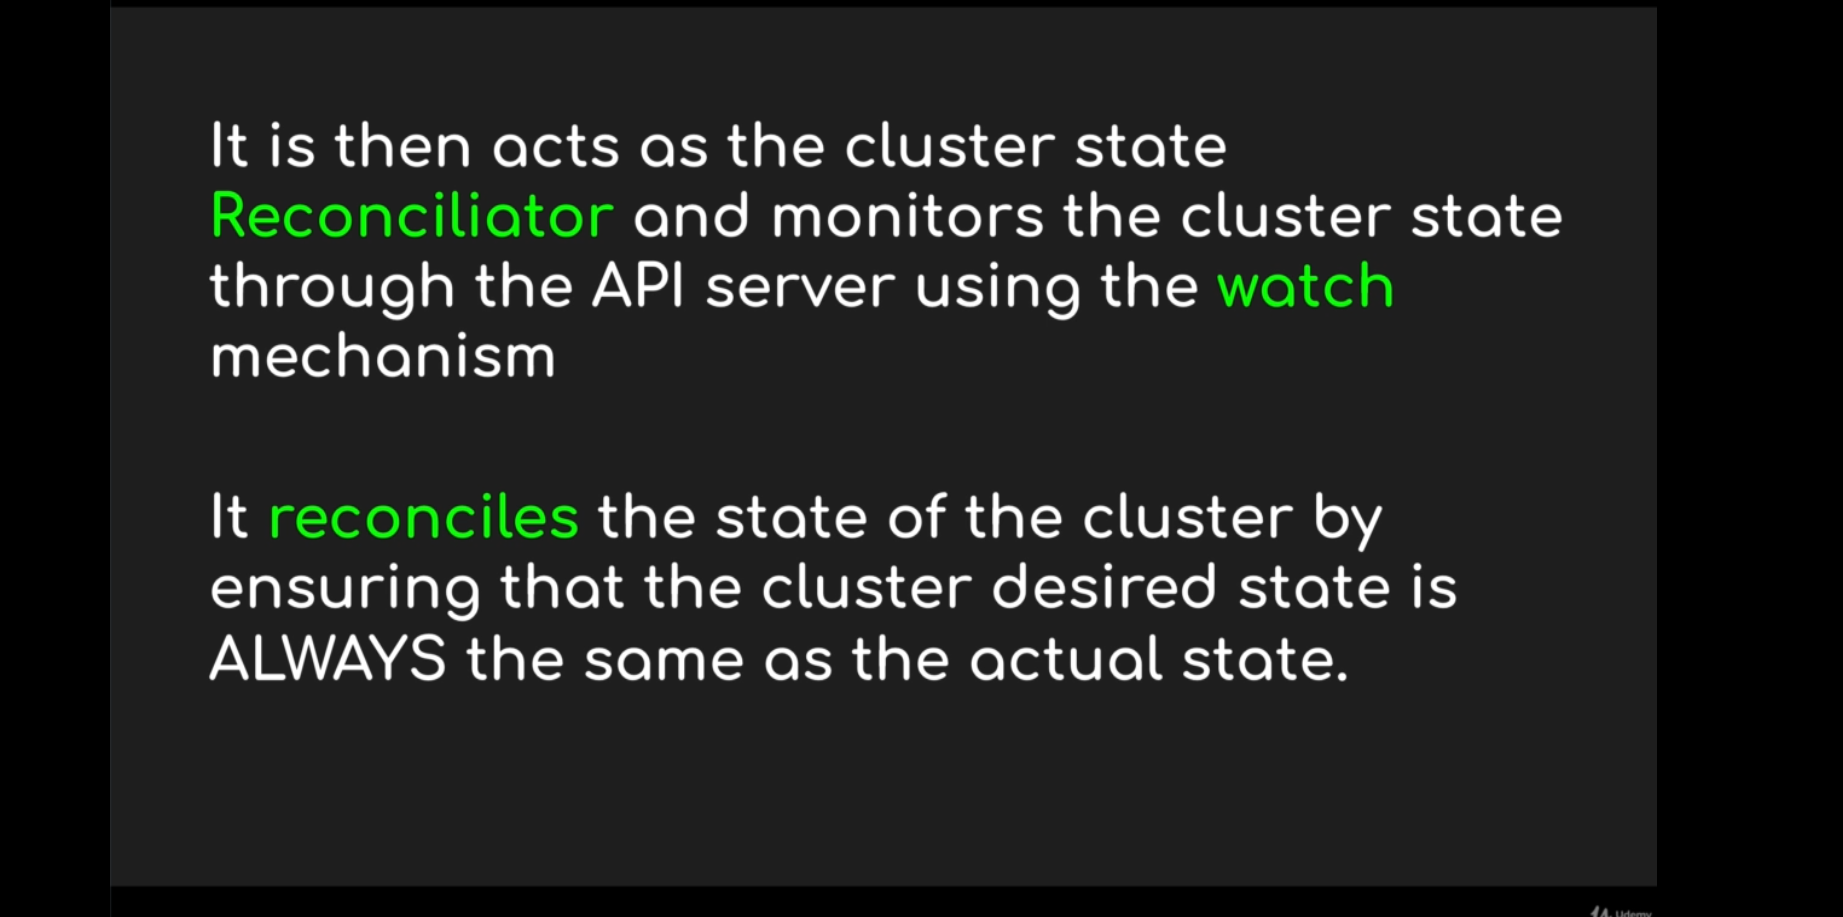 It is then acts as the cluster state
Reconciliator and monitors the cluster state
through the API server using the watch
mechanism
It reconciles the state of the cluster by
ensuring that the cluster desired state is
ALWAYS the same as the actual state.
Udemy